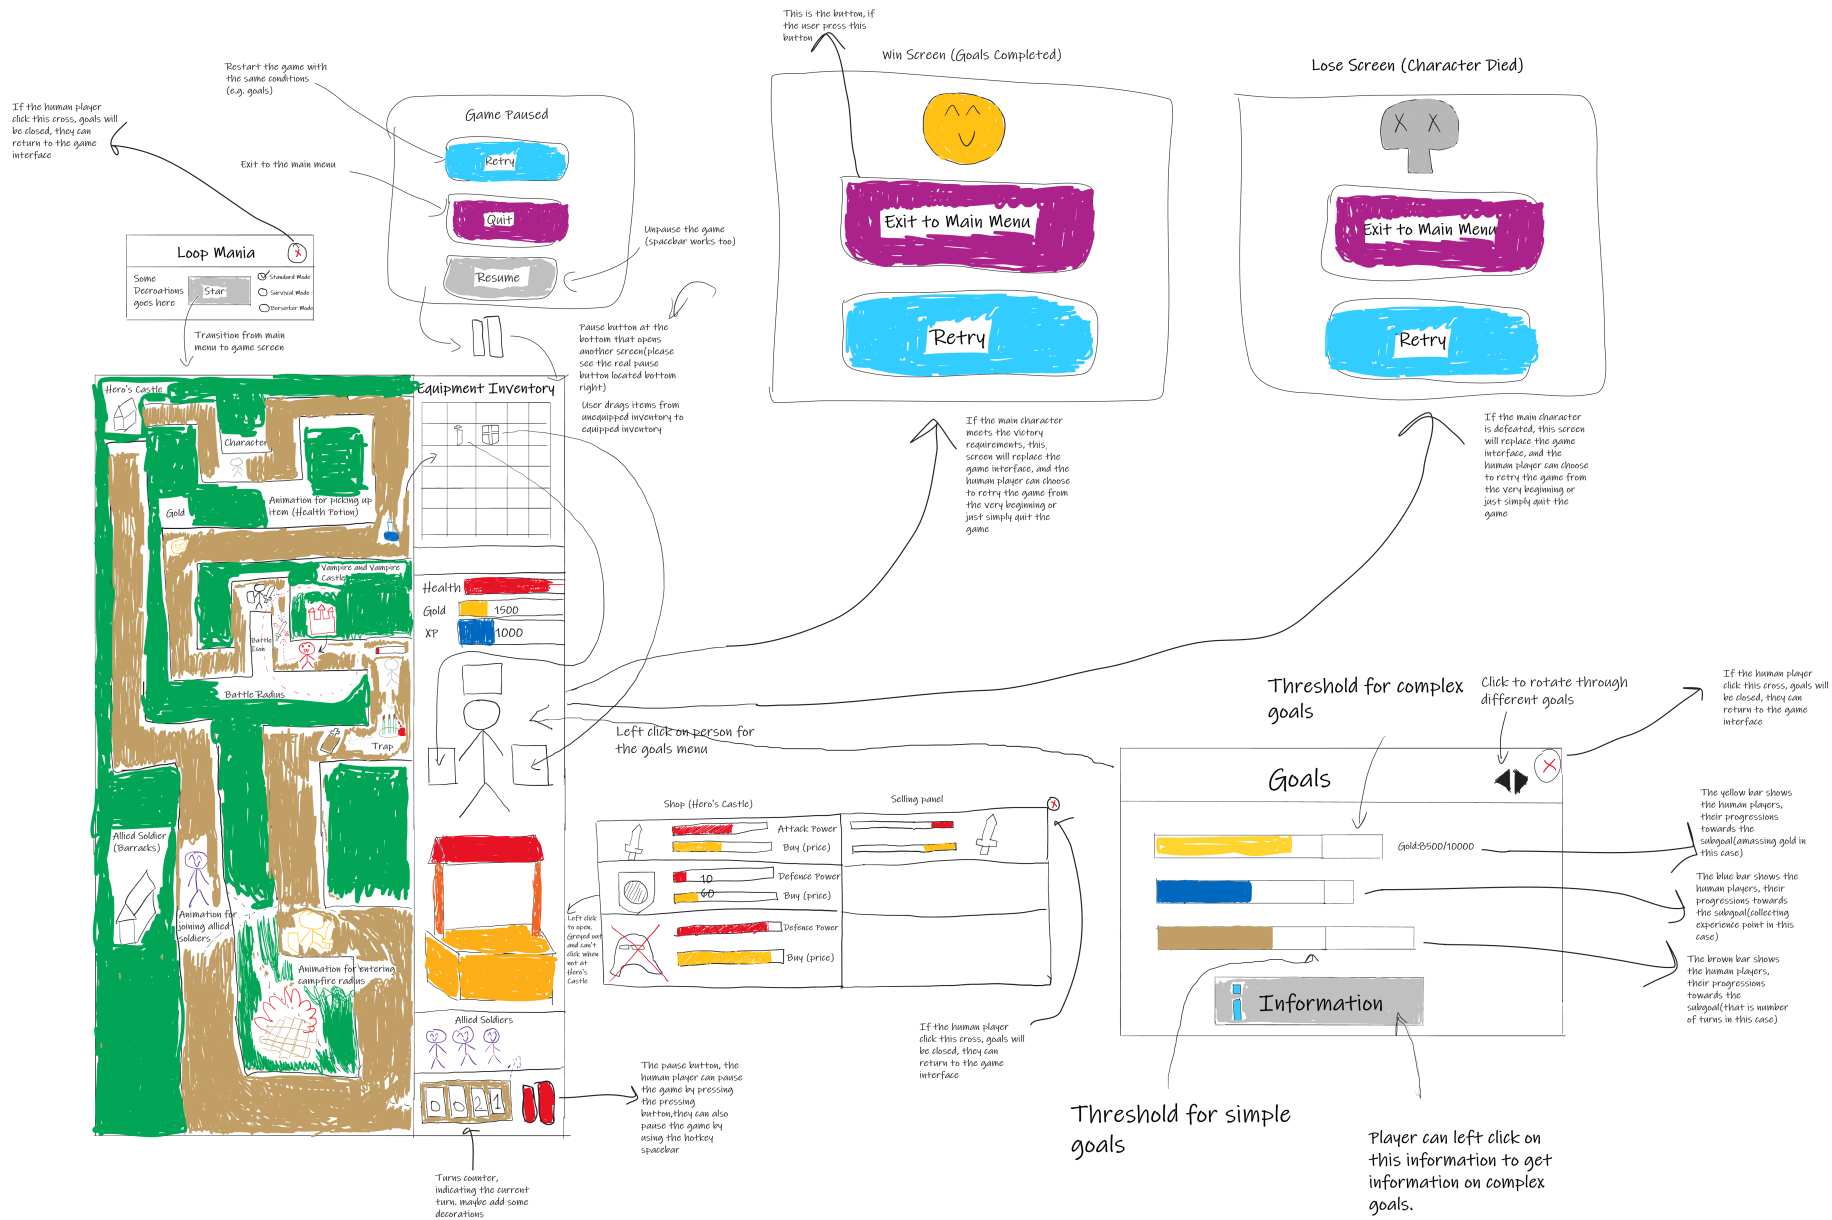 This is the button, if
the user press this
button
Win Screen (Goals Completed)
Lose Screen (Character Died)
Restart the game with
the same conditions
(e.g. goals)
If the human player
click this cross, goals will
be closed, they can
return to the game
interface
Game Paused
Retry
Exit to the main menu
Quit
Unpause the game
(spacebar works too)
Resume
Exit to Main Menu
Retry
Exit to Main Menu
Retry
Loop Mania
X
Some
Decroations
goes here
Star
Standard Mode
Survival Mode
Berserker Mode
Transition from main
menu to game screen
Pause button at the
bottom that opens
another screen(please
see the real pause
button located bottom
right)
User drags items from
unequipped inventory to
equipped inventory
If the main character
meets the victory
requirements, this
screen will replace the
game interface, and the
human player can choose
to retry the game from
the very beginning or
just simply quit the
game
If the main character
is defeated, this screen
will replace the game
interface, and the
human player can choose
to retry the game from
the very beginning or
just simply quit the
game
Hero's Castle
Character
Gold
Animation for picking up
item (Health Potion)
Vampire and Vampire
Castle
Battle
Icon
Battle Radius
Trap
Allied Soldier
(Barracks)
Animation for
joining allied
soldiers
Animation for entering
campfire radius
Equipment Inventory
Health
Gold
1500
XP
1000
Allied Soldiers
0021
Left click on person for
the goals menu
Shop (Hero's Castle)
Selling panel
X
Attack Power
Buy (price)
10
Defence Power
60
Buy (price)
Defence Power
Buy (price)
Left click
to open.
Greyed out
and can't
click when
not at
Hero's
Castle
If the human player
click this cross, goals will
be closed, they can
return to the game
interface
The pause button, the
human player can pause
the game by pressing
the pressing
button,they can also
pause the game by
using the hotkey
spacebar
Turns counter,
indicating the current
turn. maybe add some
decorations
Threshold for complex
goals
Click to rotate through
different goals
If the human player
click this cross, goals will
be closed, they can
return to the game
interface
Goals
X
Gold:8500/10000
Information
The yellow bar shows
the human players,
their progressions
towards the
subgoal(amassing gold in
this case)
The blue bar shows the
human players, their
progressions towards
the subgoal(collecting
experience point in this
case)
The brown bar shows
the human players,
their progressions
towards the
subgoal(that is number
of turns in this case)
Threshold for simple
goals
Player can left click on
this information to get
information on complex
goals.